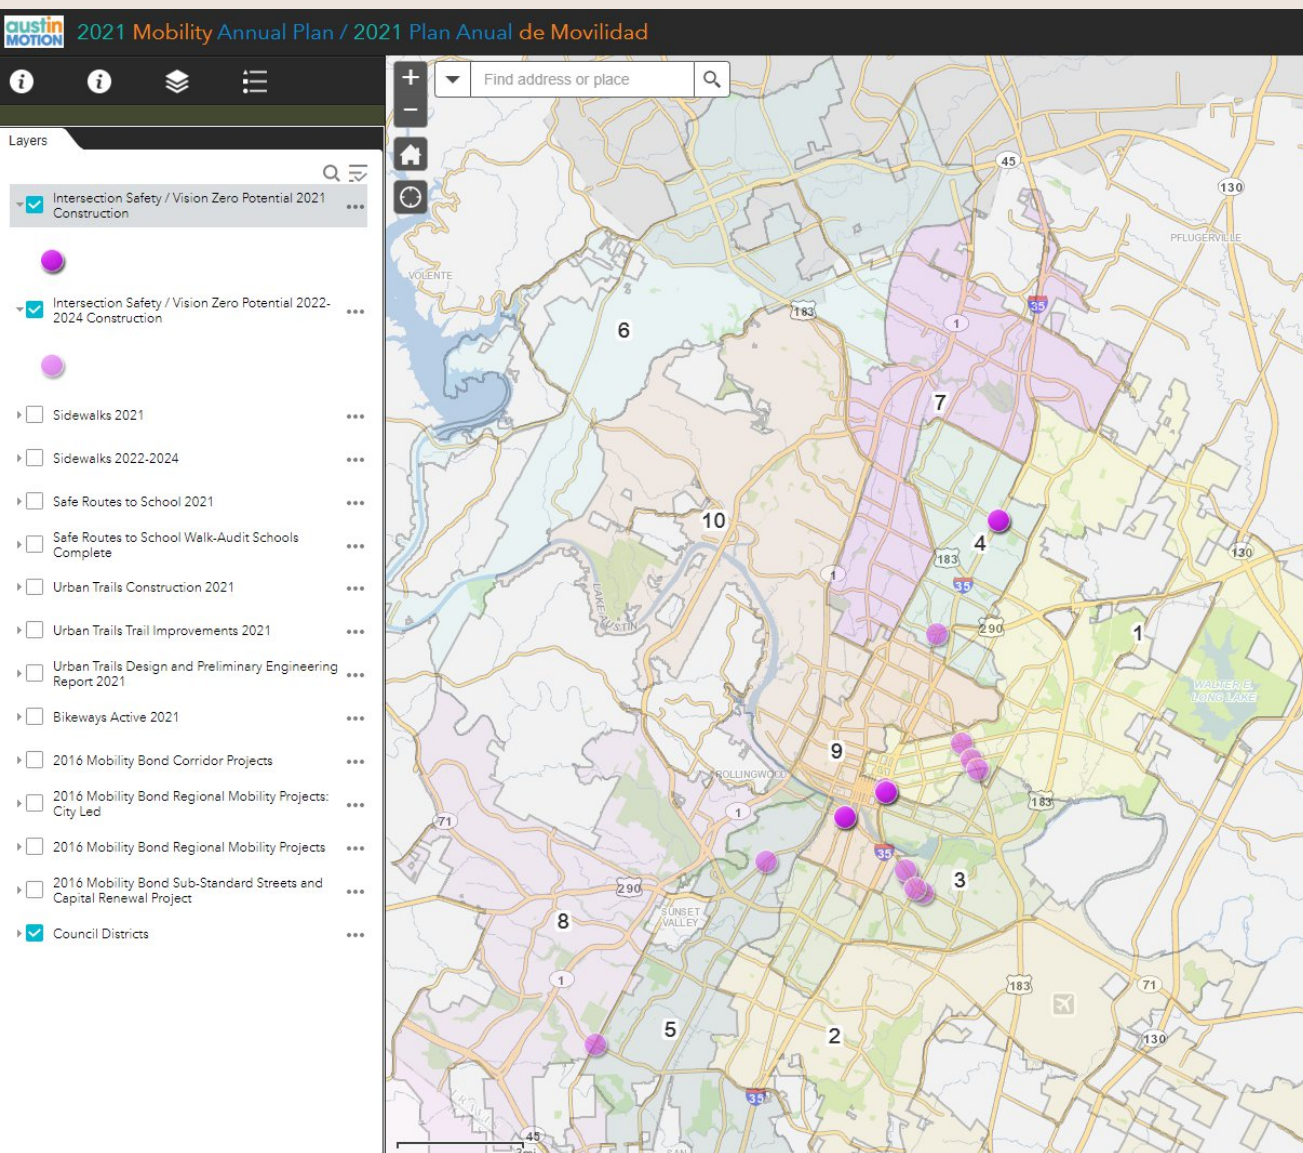 austin
MOTION
2021 Mobility Annual Plan / 2021 Plan Anual de Movilidad
Layers
Intersection Safety / Vision Zero Potential 2021
Construction
Intersection Safety / Vision Zero Potential 2022-
2024 Construction
Sidewalks 2021
Sidewalks 2022-2024
Safe Routes to School 2021
Safe Routes to School Walk-Audit Schools
Complete
Urban Trails Construction 2021
Urban Trails Trail Improvements 2021
Urban Trails Design and Preliminary Engineering
Report 2021
Bikeways Active 2021
2016 Mobility Bond Corridor Projects
2016 Mobility Bond Regional Mobility Projects:
City Led
2016 Mobility Bond Regional Mobility Projects
2016 Mobility Bond Sub-Standard Streets and
Capital Renewal Project
Council Districts
Find address or place
45
130
PFLUGERVILLE
VOLENTE
183
35
1
6
7
10
4
183
130
1
35
LAKE AUSTIN
290
1
WALTER E.
LONG LAKE
9
ROLLINGWOOD
183
1
71
35
3
290
SUNSET
VALLEY
8
1
183
71
5
2
130
35
45
2mi
SAN